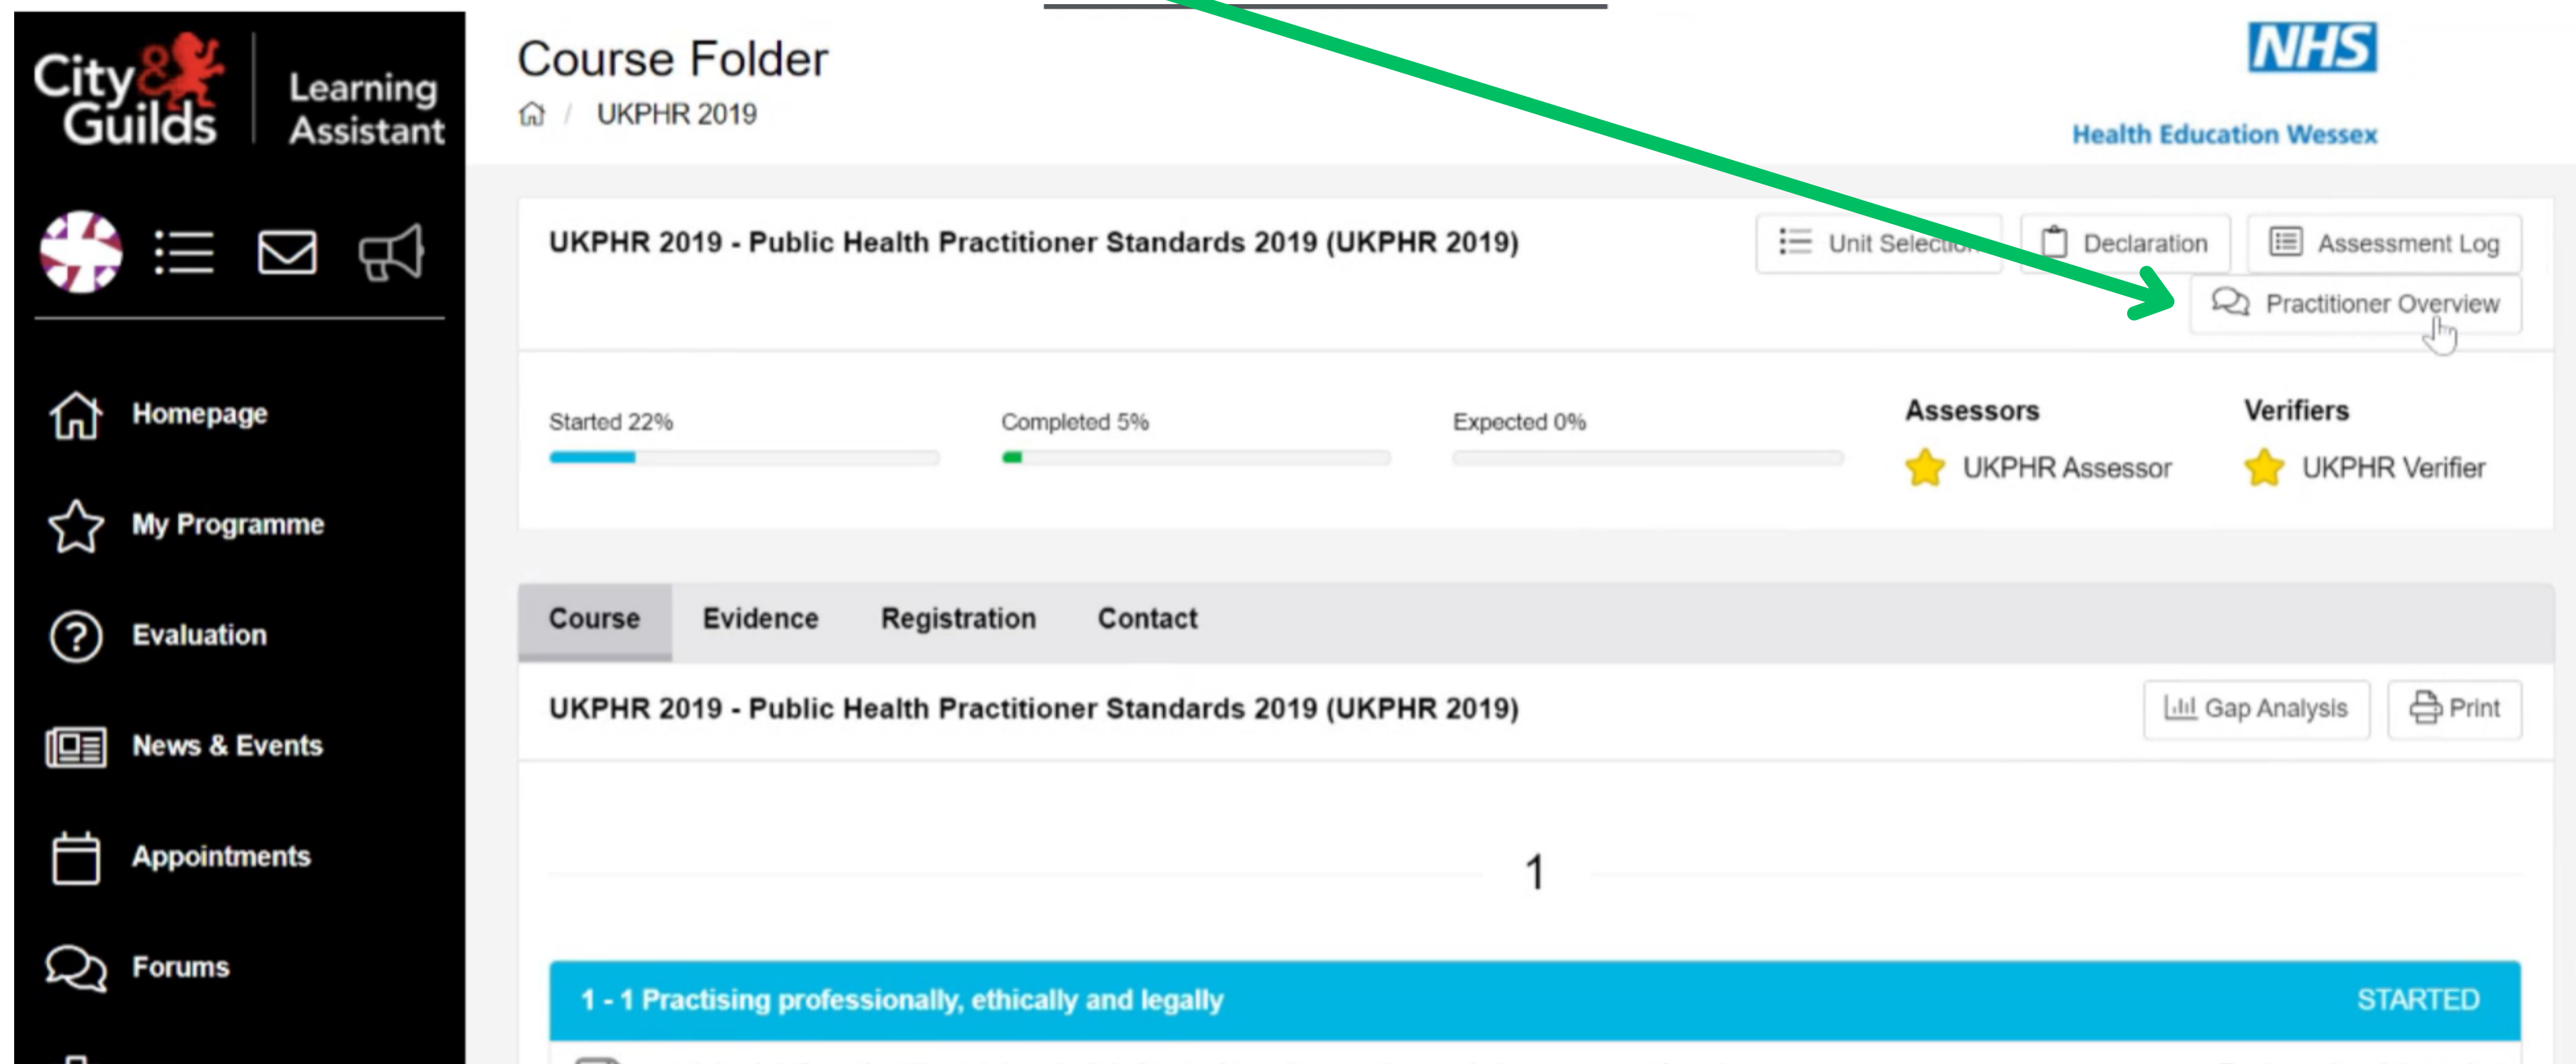 City & Guilds
Learning Assistant
Homepage
My Programme
Evaluation
News & Events
Appointments
Forums
Course Folder
/ UKPHR 2019
NHS
Health Education Wessex
UKPHR 2019 - Public Health Practitioner Standards 2019 (UKPHR 2019)
Unit Selection
Declaration
Assessment Log
Practitioner Overview
Started 22%
Completed 5%
Expected 0%
Assessors
UKPHR Assessor
Verifiers
UKPHR Verifier
Course Evidence Registration Contact
UKPHR 2019 - Public Health Practitioner Standards 2019 (UKPHR 2019)
Gap Analysis
Print
1
1 - 1 Practising professionally, ethically and legally
STARTED